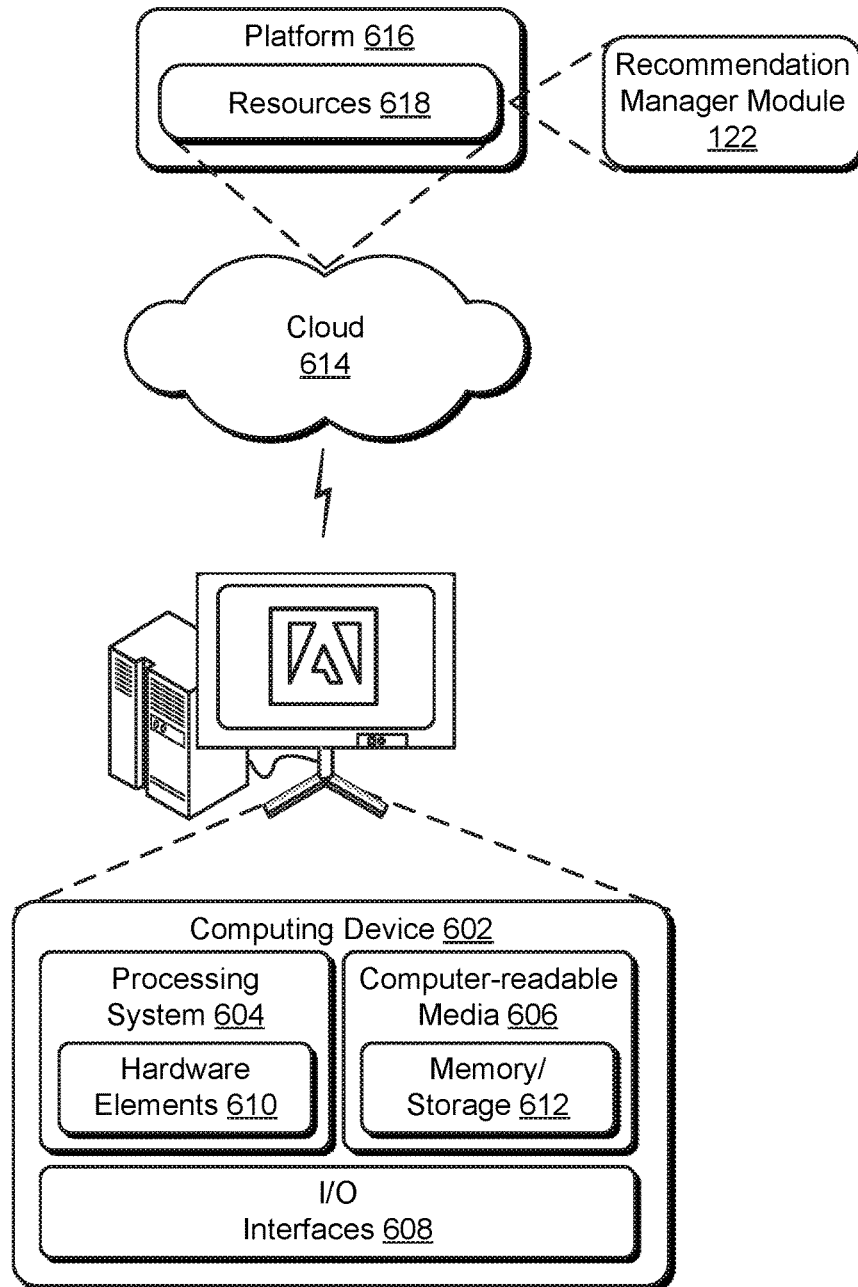 Platform 616
Resources 618
Recommendation
Manager Module
122
Cloud
614
Computing Device 602
Processing
System 604
Hardware
Elements 610
Computer-readable
Media 606
Memory/
Storage 612
I/O
Interfaces 608